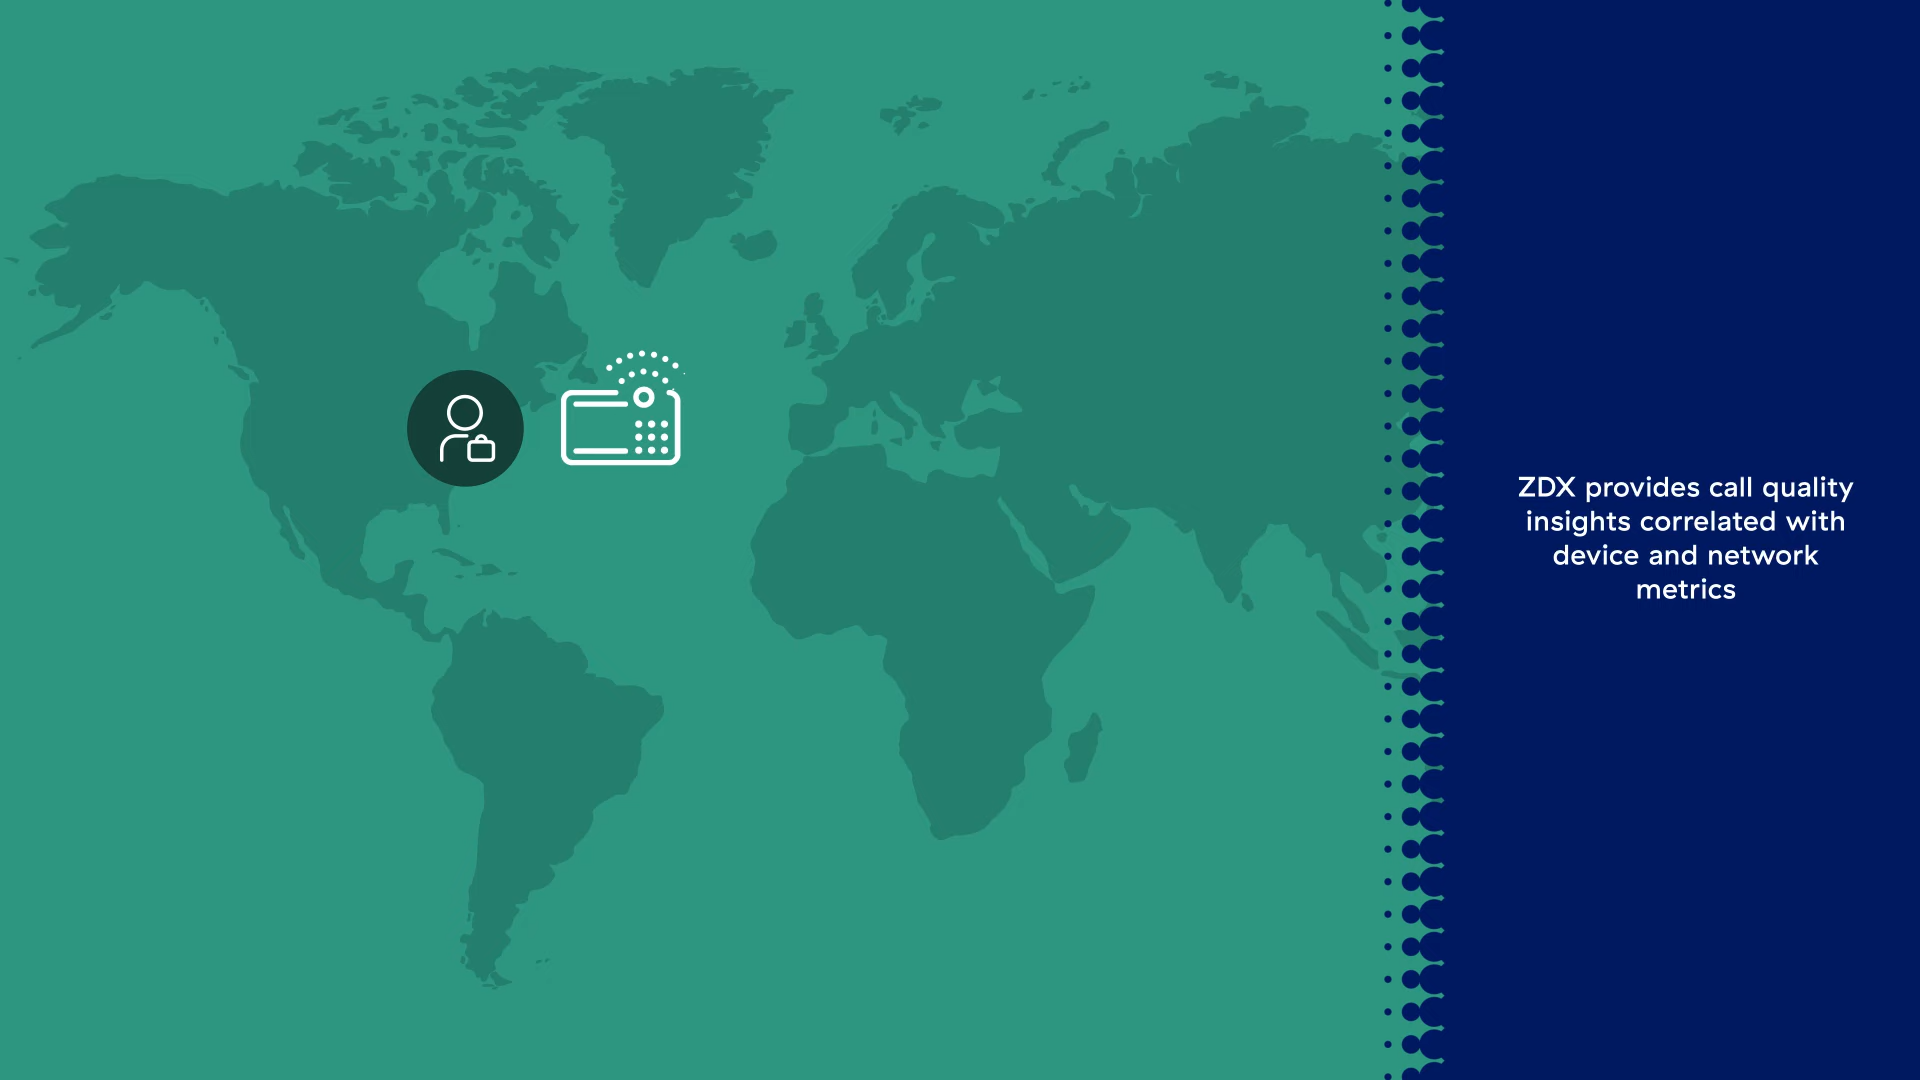 ZDX provides call quality
insights correlated with
device and network
metrics